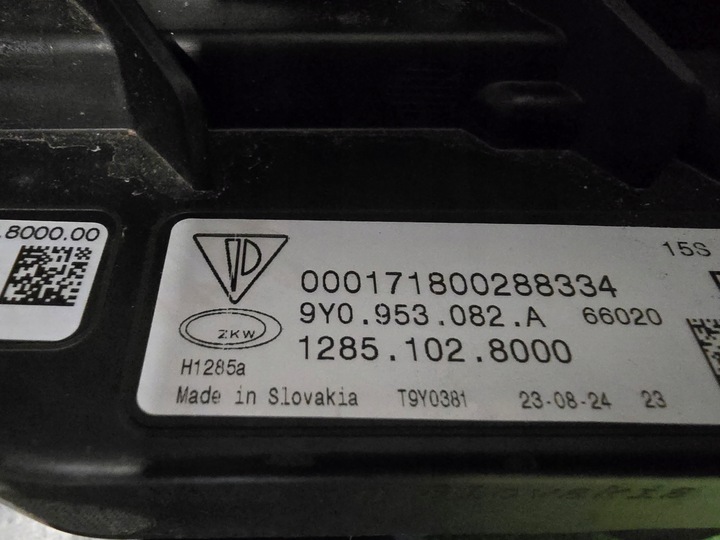 .8000.00
15S
000171800288334
9Y0.953.082.A 66020
ZKW
1285.102.8000
H1285a
Made in Slovakia T9Y0381 23-08-24 23